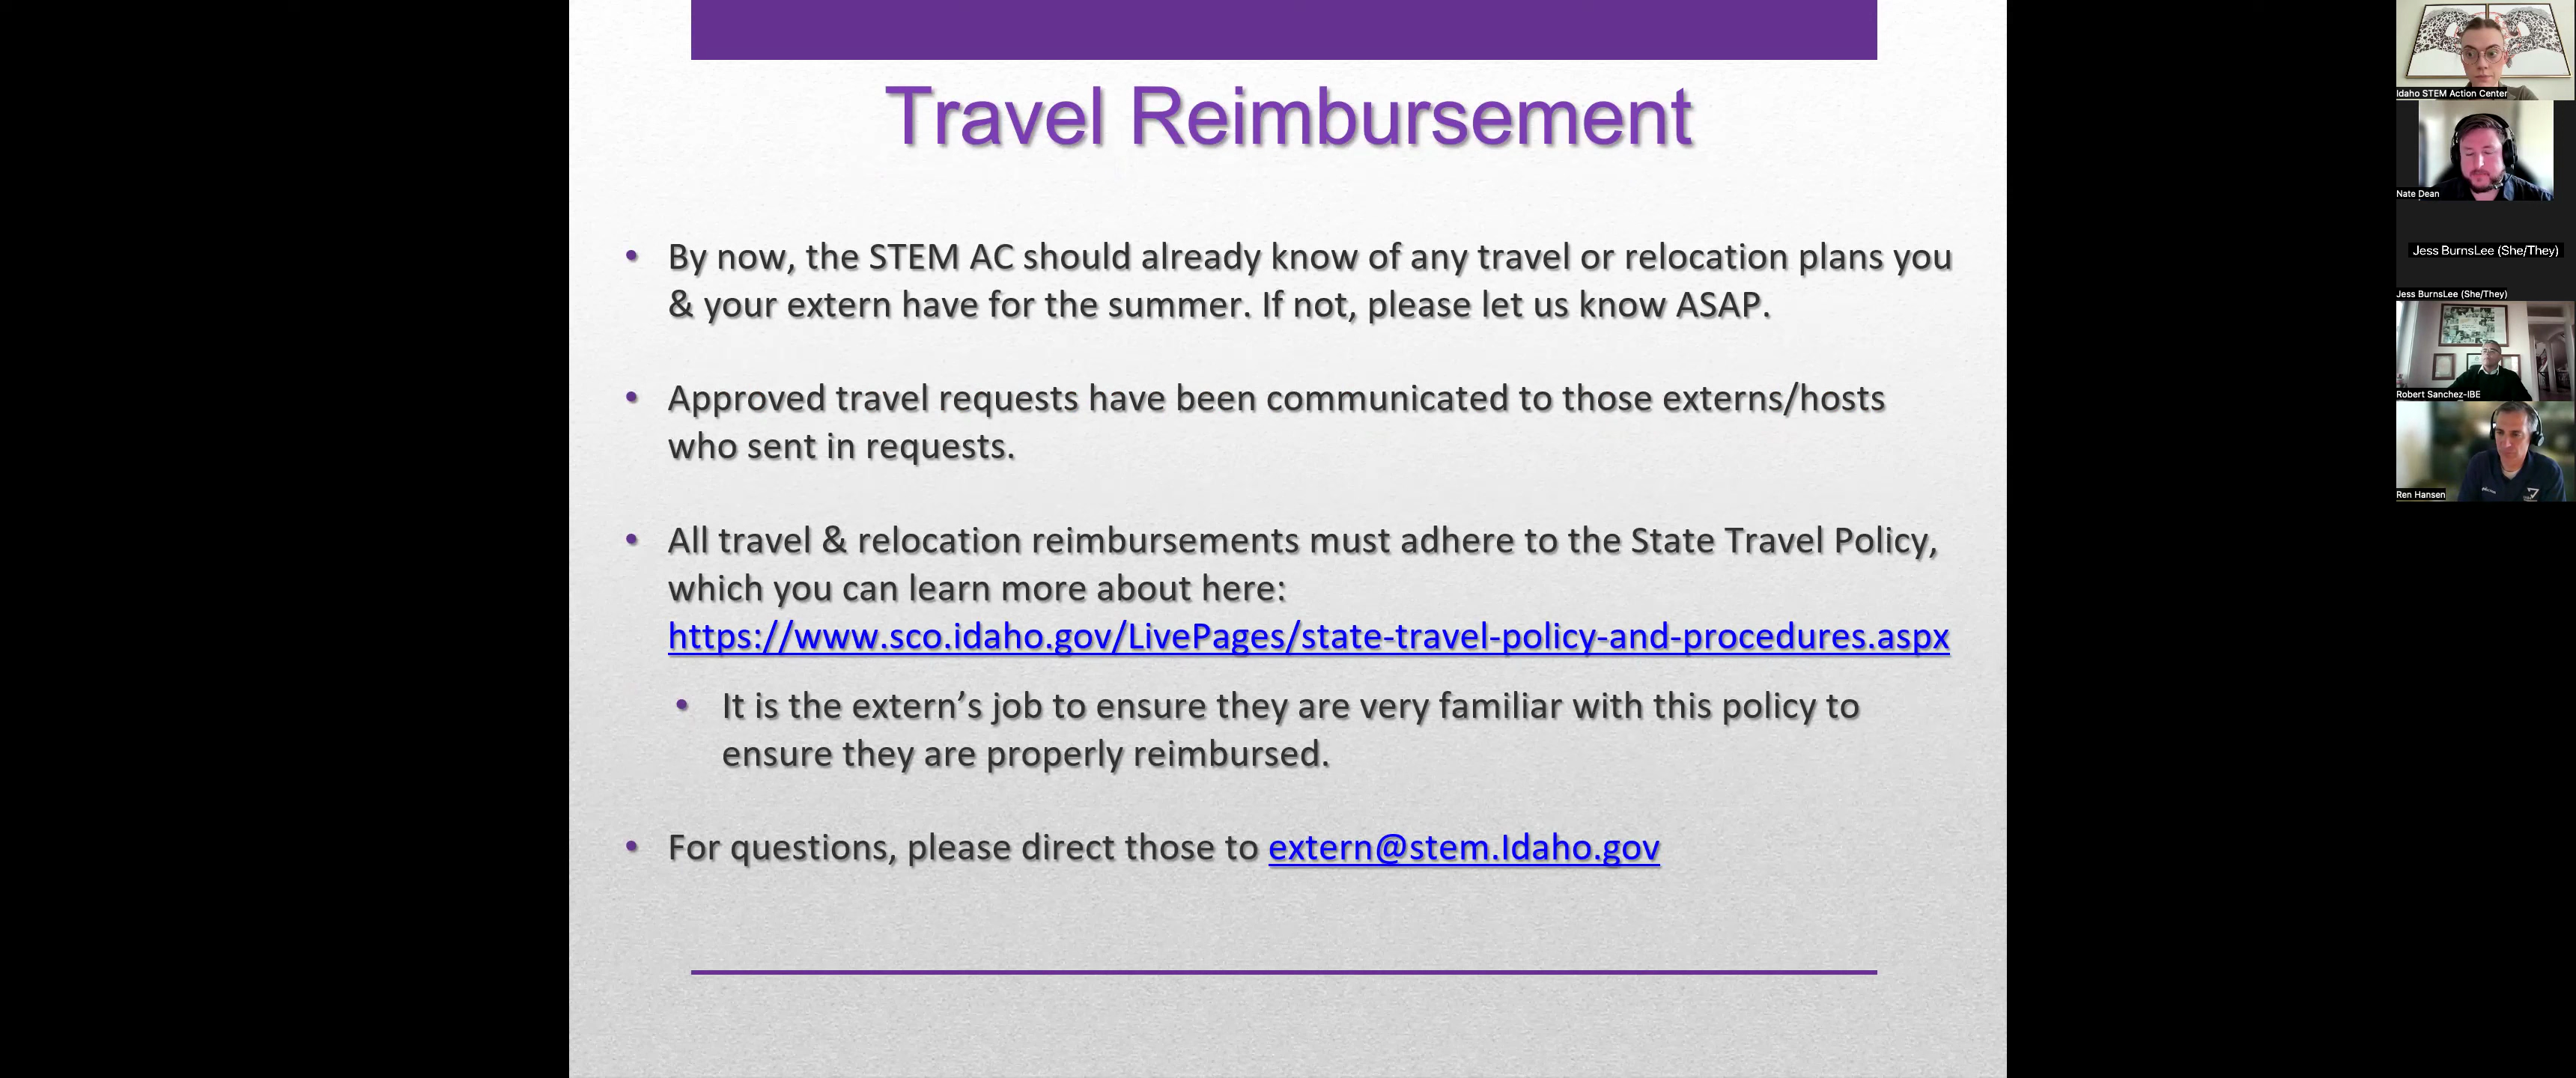 Travel Reimbursement
• By now, the STEM AC should already know of any travel or relocation plans you
& your extern have for the summer. If not, please let us know ASAP.
• Approved travel requests have been communicated to those externs/hosts
who sent in requests.
• All travel & relocation reimbursements must adhere to the State Travel Policy,
which you can learn more about here:
https://www.sco.idaho.gov/LivePages/state-travel-policy-and-procedures.aspx
• It is the extern’s job to ensure they are very familiar with this policy to
ensure they are properly reimbursed.
• For questions, please direct those to extern@stem.Idaho.gov
Idaho STEM Action Center
Nate Dean
Jess BurnsLee (She/They)
Jess BurnsLee (She/They)
Robert Sanchez-IBE
Ren Hansen